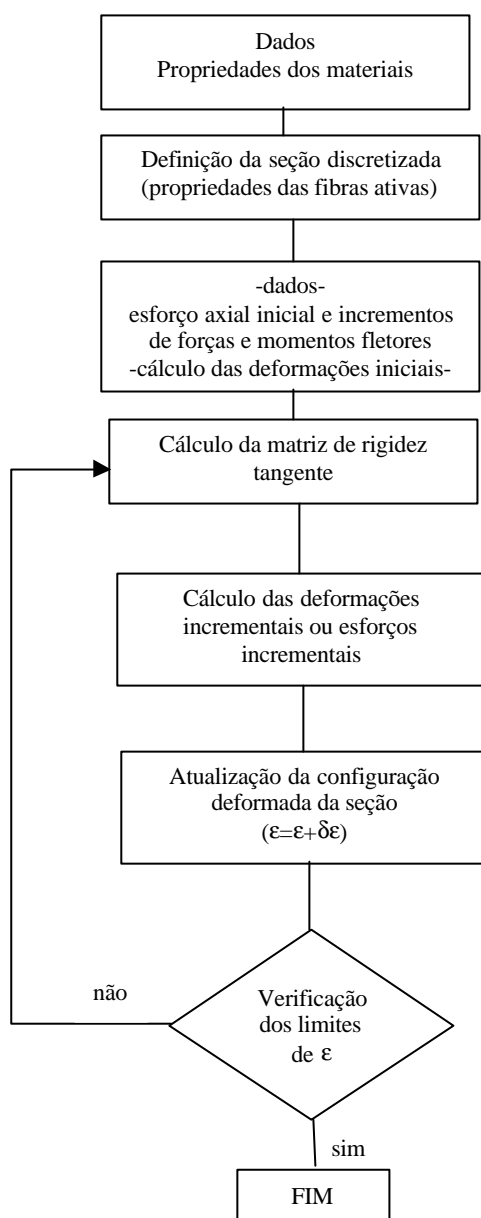 Dados
Propriedades dos materiais
Definição da seção discretizada
(propriedades das fibras ativas)
-dados-
esforço axial inicial e incrementos
de forças e momentos fletores
-cálculo das deformações iniciais-
Cálculo da matriz de rigidez
tangente
Cálculo das deformações
incrementais ou esforços
incrementais
Atualização da configuração
deformada da seção
(ε=ε+δε)
não
Verificação
dos limites
de ε
sim
FIM